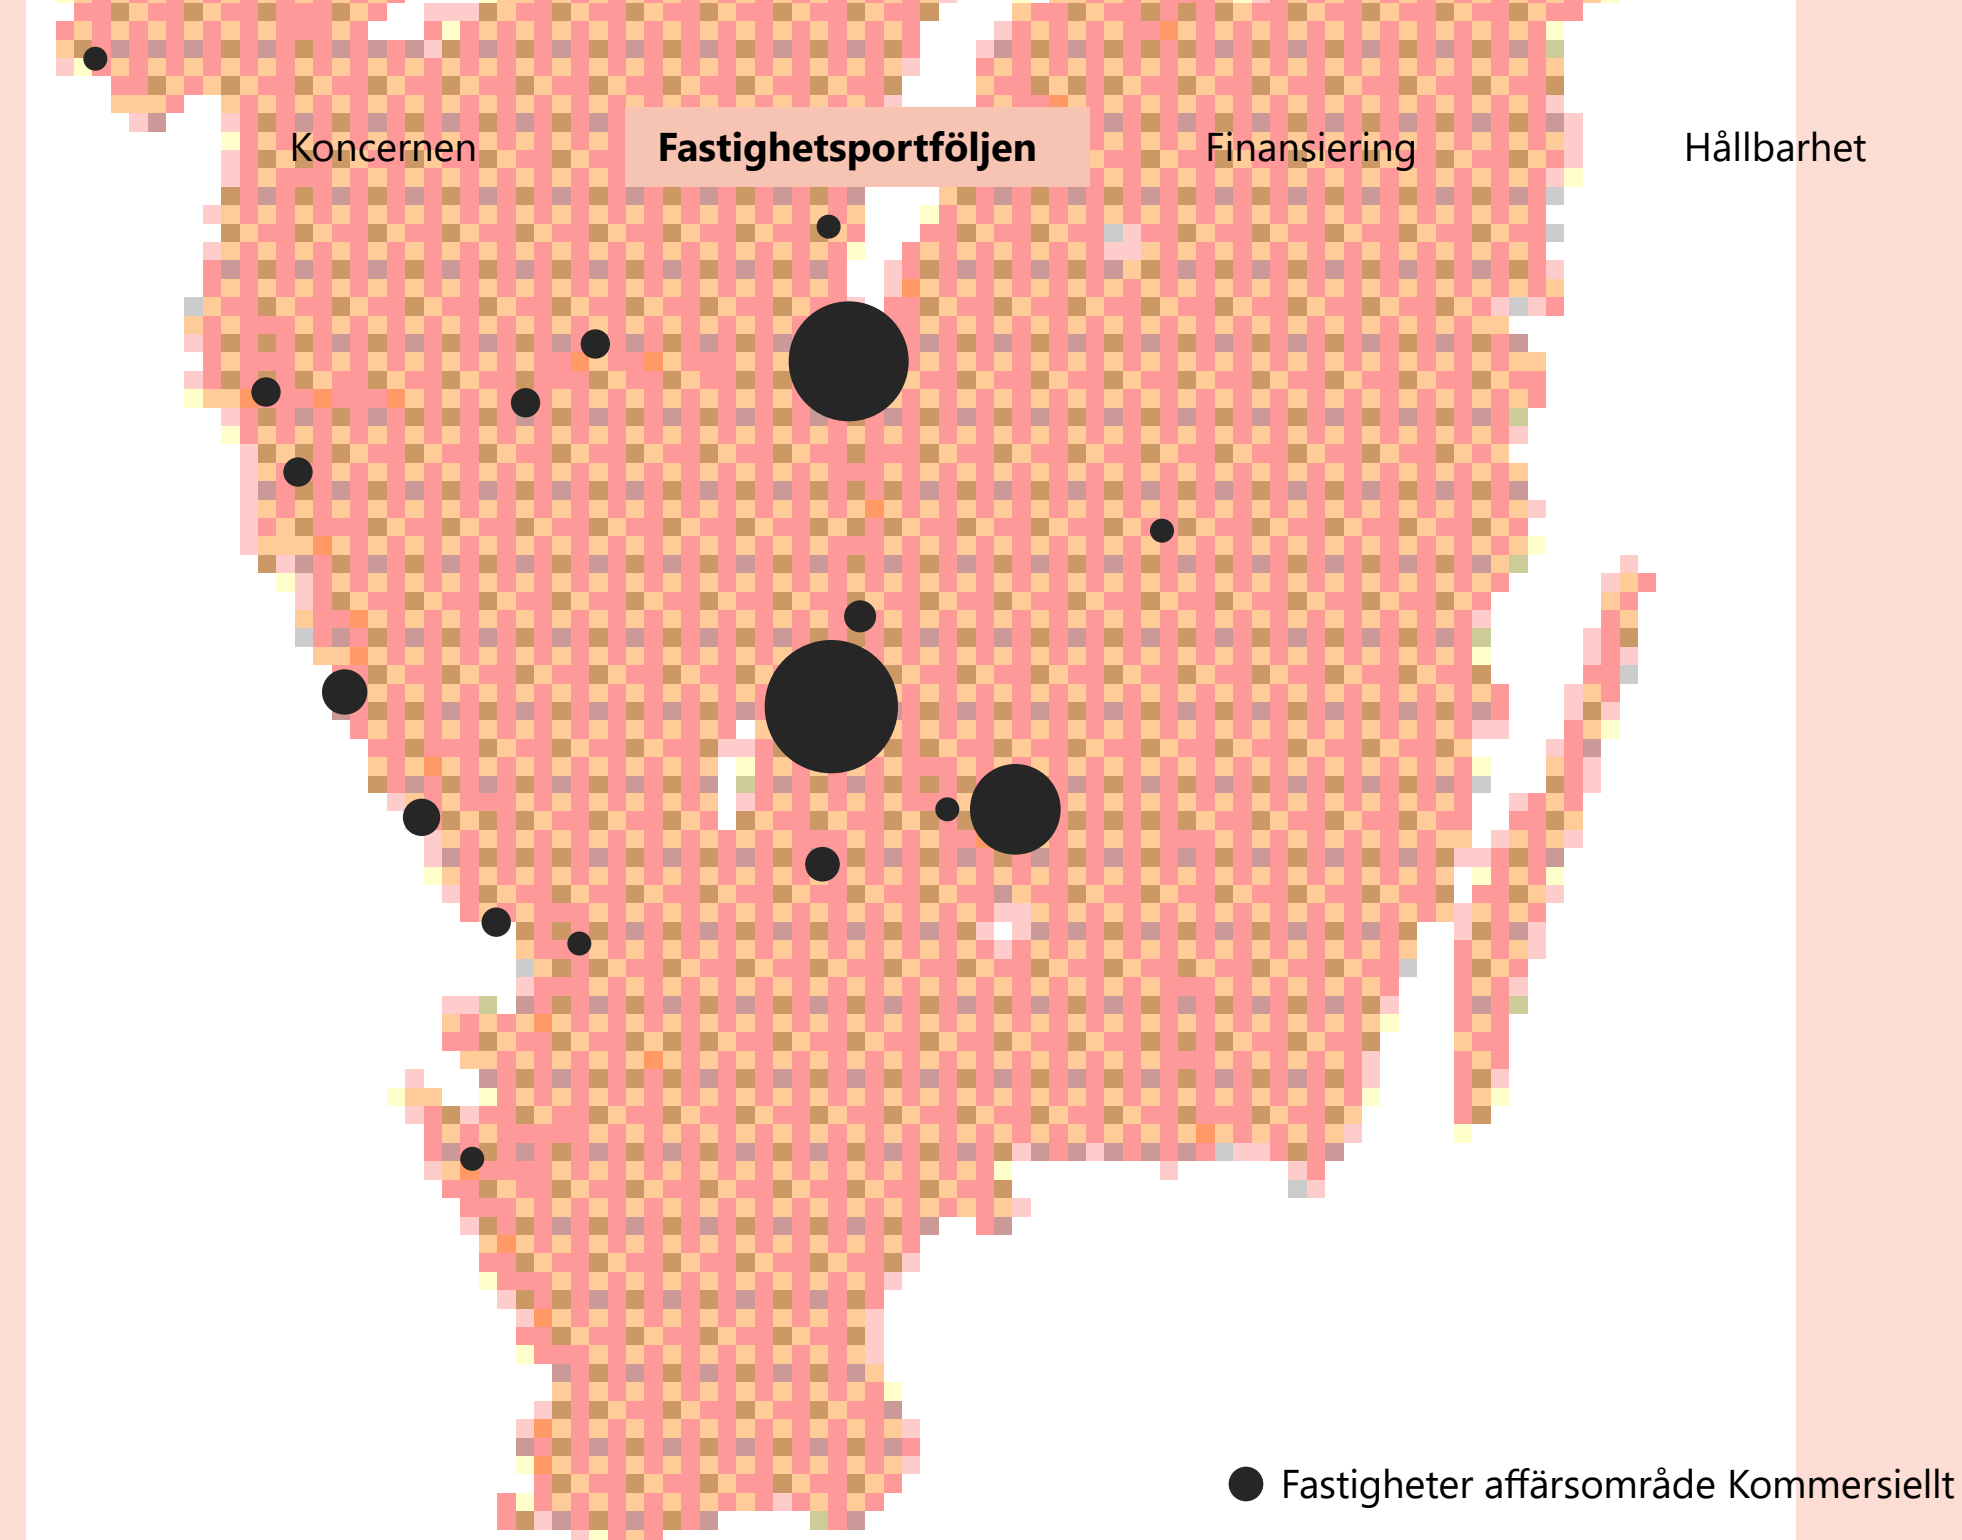 Koncernen
Fastighetsportföljen
Finansiering
Hållbarhet
Fastigheter affärsområde Kommersiellt